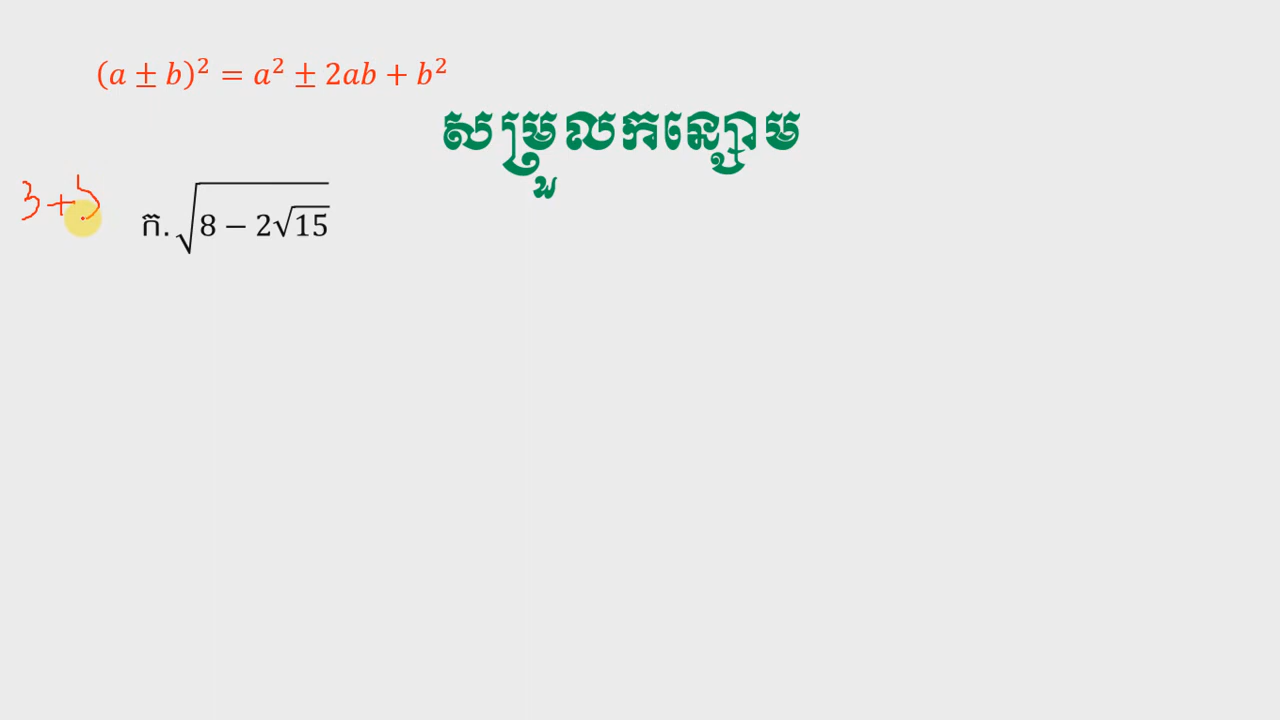 (a ± b)² = a² ± 2ab + b²
សម្រួលកន្សោម
3 + 5
ក. √(8 − 2√15)